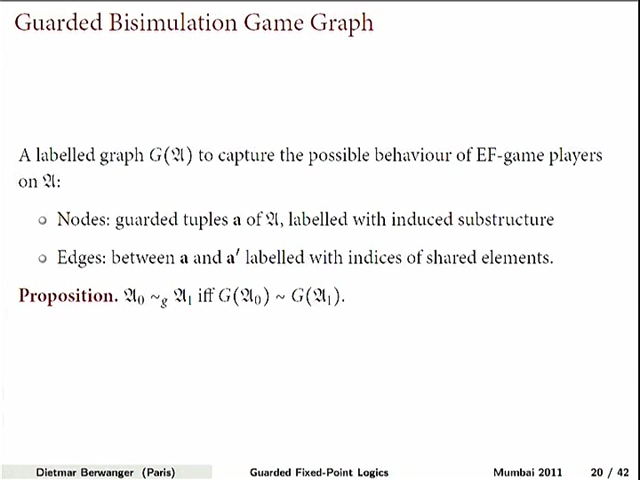 Guarded Bisimulation Game Graph
A labelled graph G(𝔄) to capture the possible behaviour of EF-game players
on 𝔄:
Nodes: guarded tuples a of 𝔄, labelled with induced substructure
Edges: between a and a′ labelled with indices of shared elements.
Proposition. 𝔄₀ ~g 𝔄₁ iff G(𝔄₀) ~ G(𝔄₁).
Dietmar Berwanger (Paris) Guarded Fixed-Point Logics Mumbai 2011 20 / 42